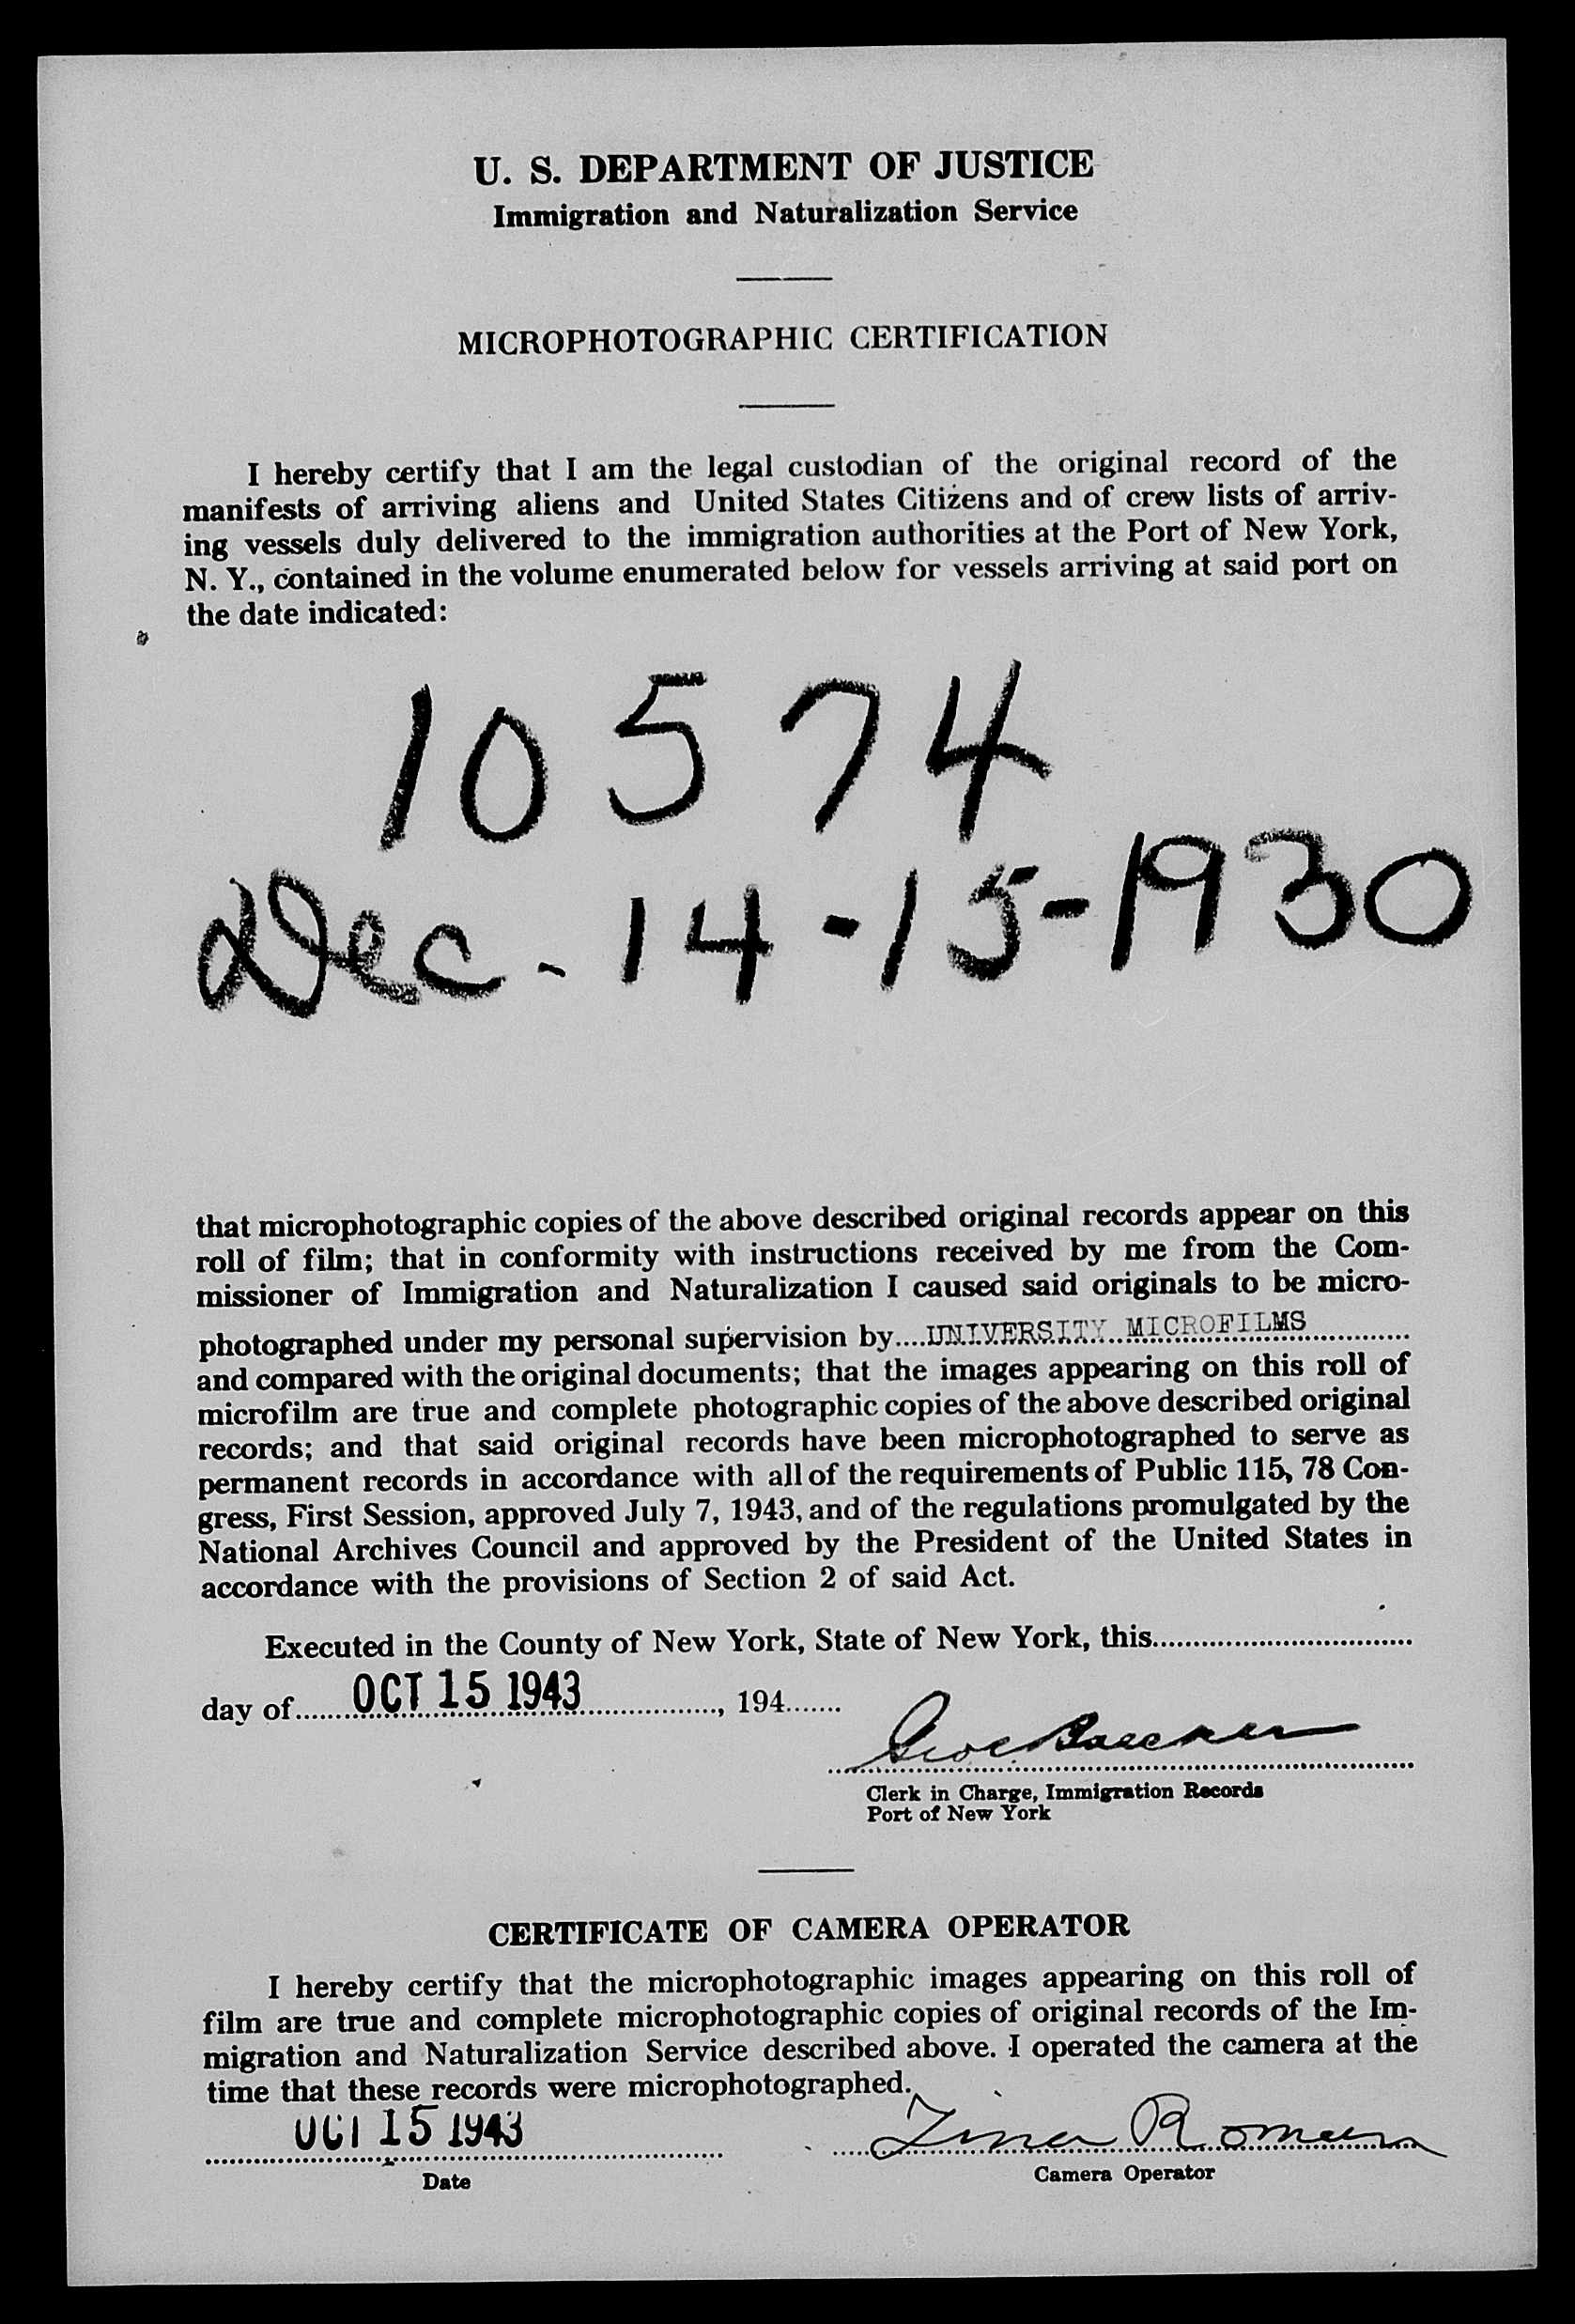 U. S. DEPARTMENT OF JUSTICE
Immigration and Naturalization Service
MICROPHOTOGRAPHIC CERTIFICATION
I hereby certify that I am the legal custodian of the original record of the
manifests of arriving aliens and United States Citizens and of crew lists of arriv-
ing vessels duly delivered to the immigration authorities at the Port of New York,
N. Y., contained in the volume enumerated below for vessels arriving at said port on
the date indicated:
10574
Dec - 14 - 15 - 1930
that microphotographic copies of the above described original records appear on this
roll of film; that in conformity with instructions received by me from the Com-
missioner of Immigration and Naturalization I caused said originals to be micro-
photographed under my personal supervision by....UNIVERSITY MICROFILMS
and compared with the original documents; that the images appearing on this roll of
microfilm are true and complete photographic copies of the above described original
records; and that said original records have been microphotographed to serve as
permanent records in accordance with all of the requirements of Public 115, 78 Con-
gress, First Session, approved July 7, 1943, and of the regulations promulgated by the
National Archives Council and approved by the President of the United States in
accordance with the provisions of Section 2 of said Act.
Executed in the County of New York, State of New York, this
day of OCT 15 1943, 194
Clerk in Charge, Immigration Records
Port of New York
CERTIFICATE OF CAMERA OPERATOR
I hereby certify that the microphotographic images appearing on this roll of
film are true and complete microphotographic copies of original records of the Im-
migration and Naturalization Service described above. I operated the camera at the
time that these records were microphotographed.
OCT 15 1943
Date
Camera Operator